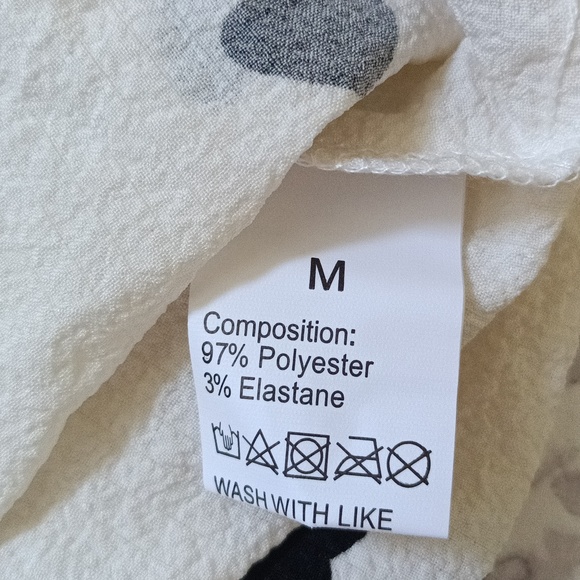 M
Composition:
97% Polyester
3% Elastane
WASH WITH LIKE